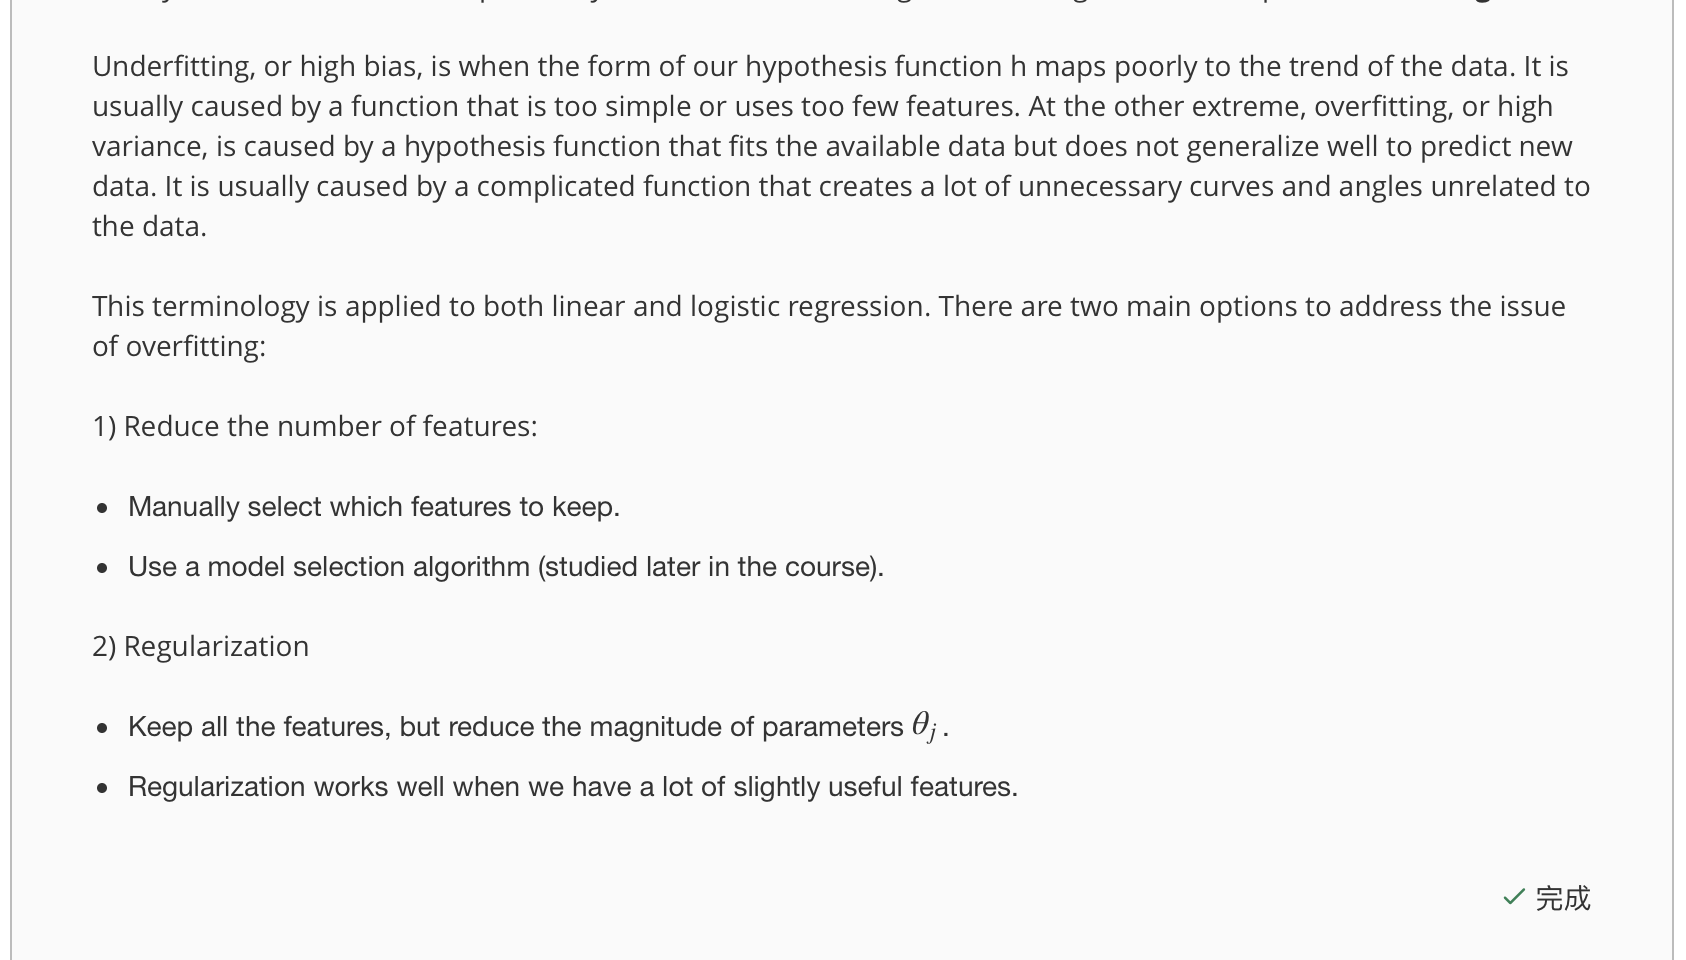 Underfitting, or high bias, is when the form of our hypothesis function h maps poorly to the trend of the data. It is
usually caused by a function that is too simple or uses too few features. At the other extreme, overfitting, or high
variance, is caused by a hypothesis function that fits the available data but does not generalize well to predict new
data. It is usually caused by a complicated function that creates a lot of unnecessary curves and angles unrelated to
the data.
This terminology is applied to both linear and logistic regression. There are two main options to address the issue
of overfitting:
1) Reduce the number of features:
• Manually select which features to keep.
• Use a model selection algorithm (studied later in the course).
2) Regularization
• Keep all the features, but reduce the magnitude of parameters θ_j.
• Regularization works well when we have a lot of slightly useful features.
✓ 完成